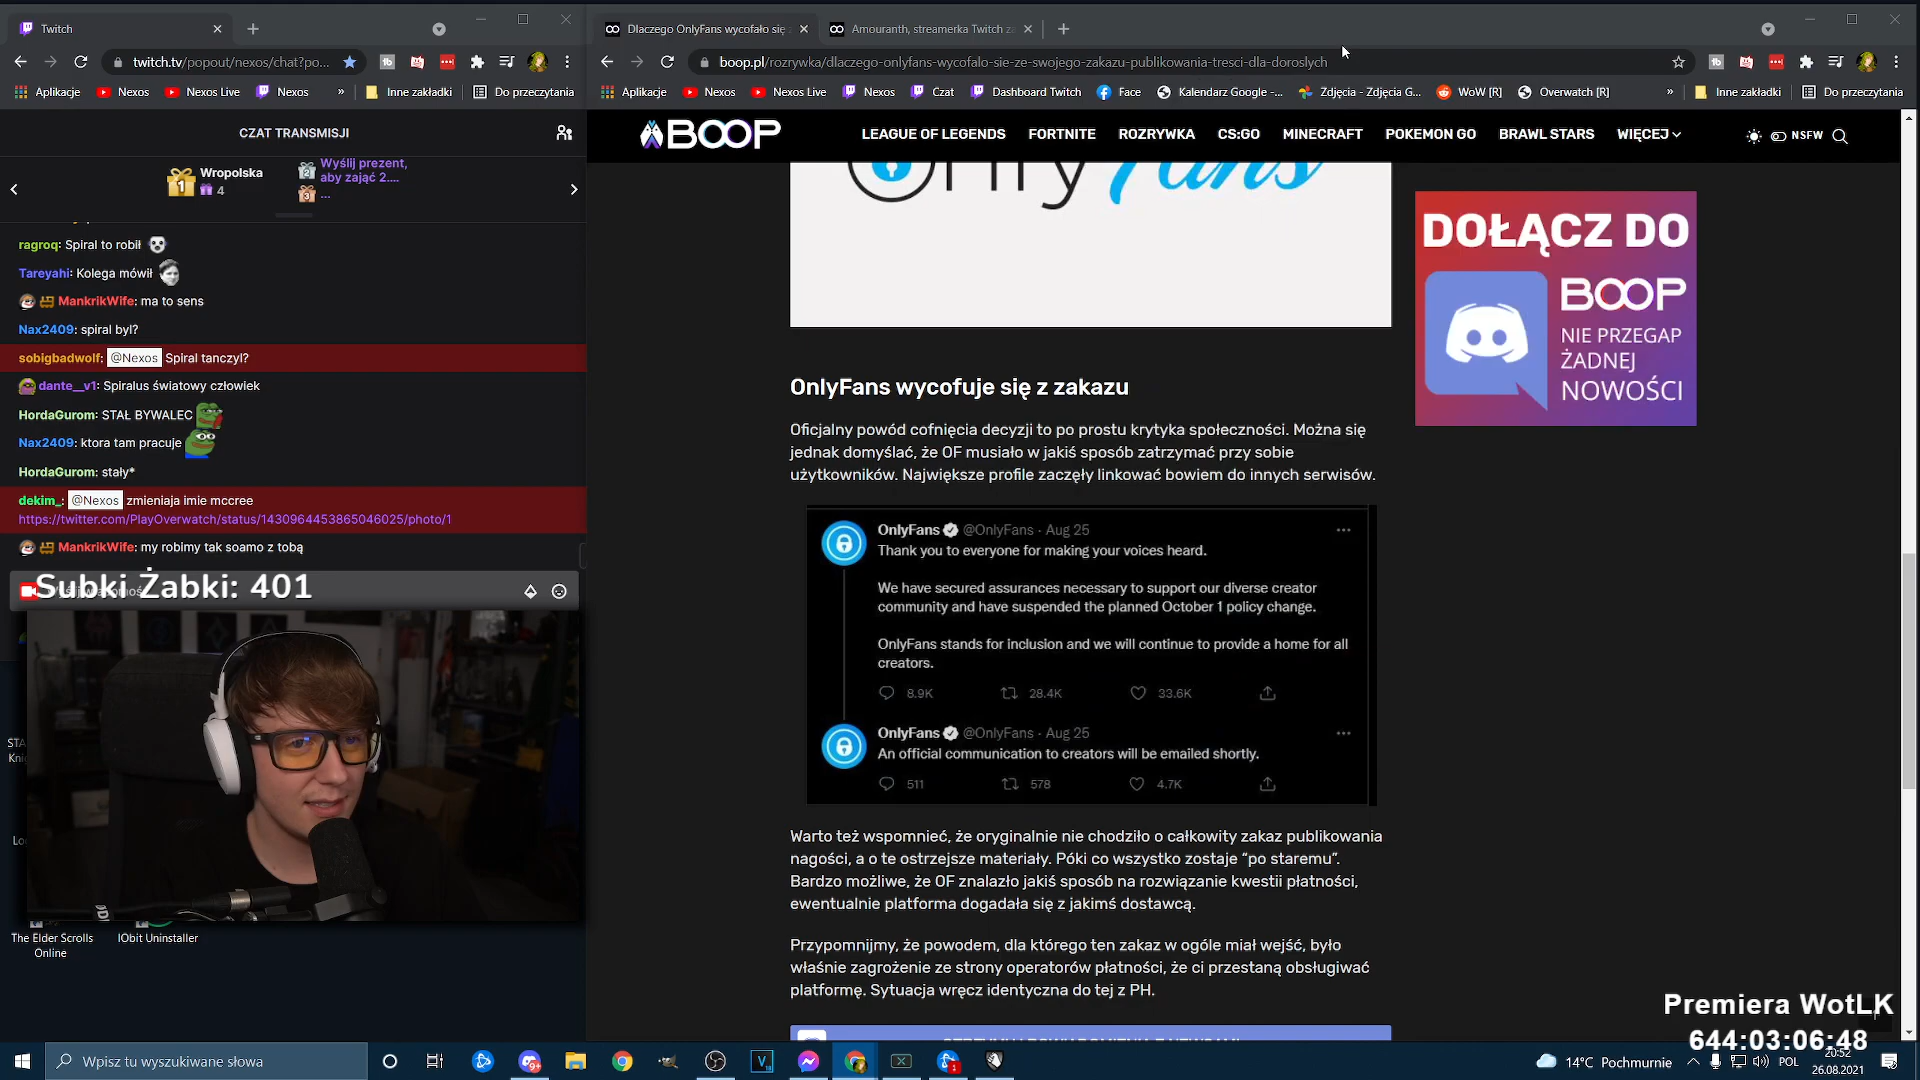 Twitch
twitch.tv/popout/nexos/chat?po...
Aplikacje
Nexos
Nexos Live
Nexos
»
Inne zakładki
Do przeczytania
CZAT TRANSMISJI
1
Wropolska
4
Wyślij prezent,
aby zająć 2....
...
ragroq: Spiral to robił
Tareyahi: Kolega mówił
MankrikWife: ma to sens
Nax2409: spiral byl?
sobigbadwolf: @Nexos Spiral tanczyl?
dante__v1: Spiralus światowy człowiek
HordaGurom: STAŁ BYWALEC
Nax2409: ktora tam pracuje
HordaGurom: stały*
dekim_: @Nexos zmieniaja imie mccree
https://twitter.com/PlayOverwatch/status/1430964453865046025/photo/1
MankrikWife: my robimy tak soamo z tobą
Subki Żabki: 401
The Elder Scrolls
Online
IObit Uninstaller
Dlaczego OnlyFans wycofało się z
Amouranth, streamerka Twitch za
boop.pl/rozrywka/dlaczego-onlyfans-wycofalo-sie-ze-swojego-zakazu-publikowania-tresci-dla-doroslych
Aplikacje
Nexos
Nexos Live
Nexos
Czat
Dashboard Twitch
Face
Kalendarz Google -...
Zdjęcia - Zdjęcia G...
WoW [R]
Overwatch [R]
»
Inne zakładki
Do przeczytania
BOOP
LEAGUE OF LEGENDS
FORTNITE
ROZRYWKA
CS:GO
MINECRAFT
POKEMON GO
BRAWL STARS
WIĘCEJ
NSFW
OnlyFans
DOŁĄCZ DO
BOOP
NIE PRZEGAP
ŻADNEJ
NOWOŚCI
OnlyFans wycofuje się z zakazu
Oficjalny powód cofnięcia decyzji to po prostu krytyka społeczności. Można się
jednak domyślać, że OF musiało w jakiś sposób zatrzymać przy sobie
użytkowników. Największe profile zaczęły linkować bowiem do innych serwisów.
OnlyFans @OnlyFans · Aug 25
Thank you to everyone for making your voices heard.
We have secured assurances necessary to support our diverse creator
community and have suspended the planned October 1 policy change.
OnlyFans stands for inclusion and we will continue to provide a home for all
creators.
8.9K 28.4K 33.6K
OnlyFans @OnlyFans · Aug 25
An official communication to creators will be emailed shortly.
511 578 4.7K
Warto też wspomnieć, że oryginalnie nie chodziło o całkowity zakaz publikowania
nagości, a o te ostrzejsze materiały. Póki co wszystko zostaje “po staremu”.
Bardzo możliwe, że OF znalazło jakiś sposób na rozwiązanie kwestii płatności,
ewentualnie platforma dogadała się z jakimś dostawcą.
Przypomnijmy, że powodem, dla którego ten zakaz w ogóle miał wejść, było
właśnie zagrożenie ze strony operatorów płatności, że ci przestaną obsługiwać
platformę. Sytuacja wręcz identyczna do tej z PH.
Premiera WotLK
644:03:06:48
Wpisz tu wyszukiwane słowa
14°C Pochmurnie
POL
20:52
26.08.2021